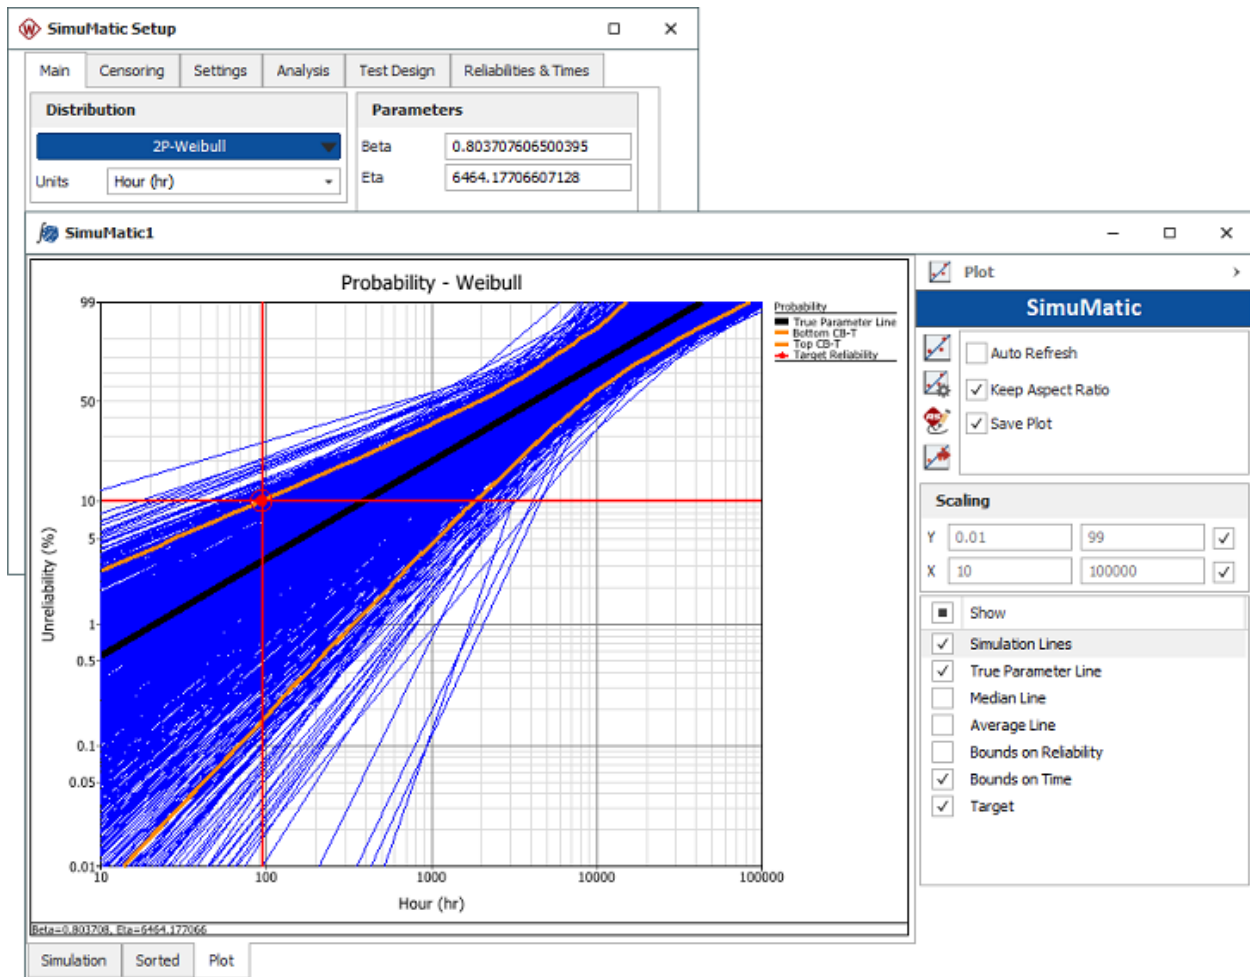 SimuMatic Setup
Main Censoring Settings Analysis Test Design Reliabilities & Times
Distribution
2P-Weibull
Units Hour (hr)
Parameters
Beta 0.803707606500395
Eta 6464.17706607128
SimuMatic1
Probability - Weibull
Unreliability (%)
99
50
10
5
1
0.5
0.1
0.05
0.01
10 100 1000 10000 100000
Hour (hr)
Probability
True Parameter Line
Bottom CB-T
Top CB-T
Target Reliability
Beta=0.803708, Eta=6464.177066
Simulation Sorted Plot
Plot
SimuMatic
Auto Refresh
Keep Aspect Ratio
Save Plot
Scaling
Y 0.01 99
X 10 100000
Show
Simulation Lines
True Parameter Line
Median Line
Average Line
Bounds on Reliability
Bounds on Time
Target